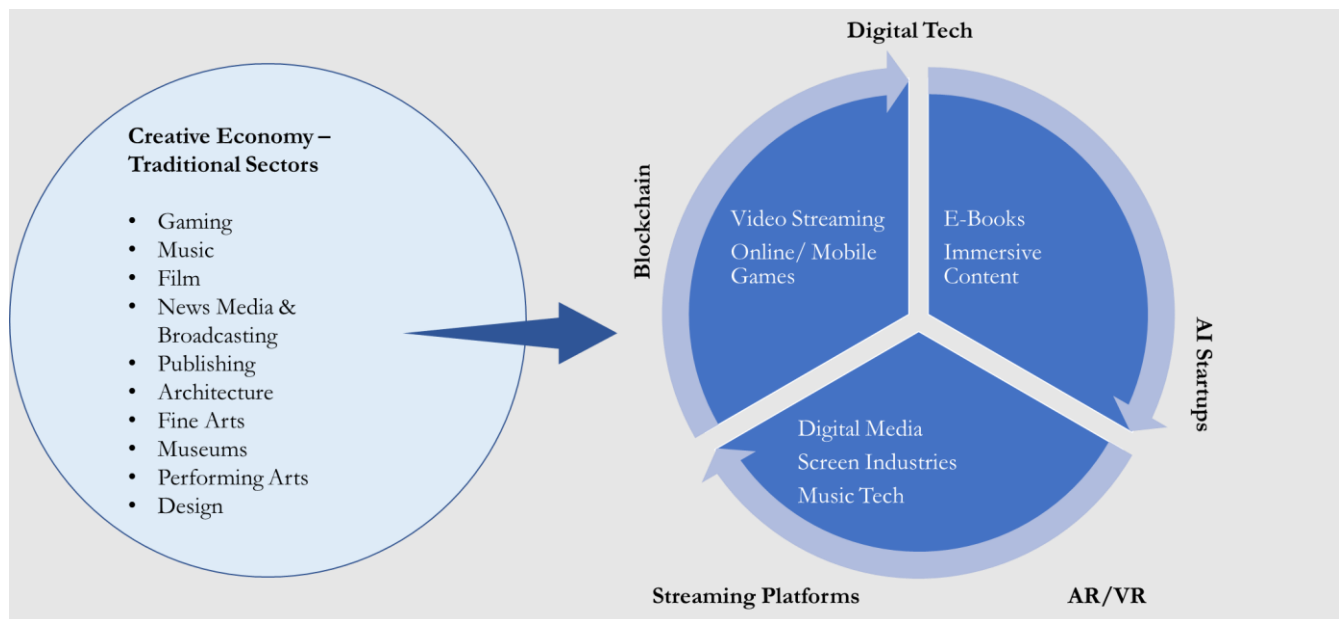 Creative Economy –
Traditional Sectors
• Gaming
• Music
• Film
• News Media &
Broadcasting
• Publishing
• Architecture
• Fine Arts
• Museums
• Performing Arts
• Design
Digital Tech
Blockchain
Video Streaming
Online/ Mobile
Games
E-Books
Immersive
Content
AI Startups
Digital Media
Screen Industries
Music Tech
Streaming Platforms
AR/VR